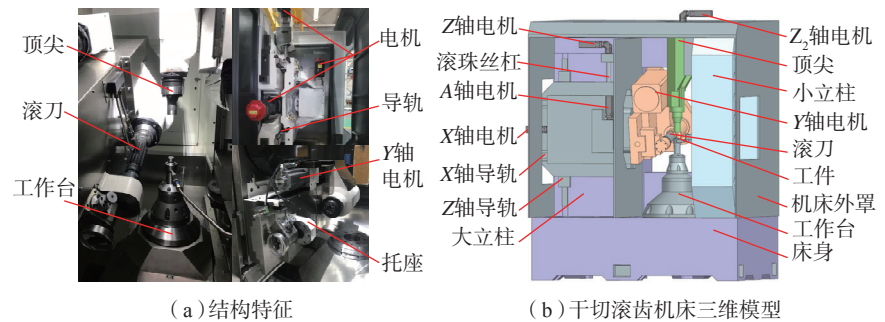 顶尖
滚刀
工作台
电机
导轨
Y轴
电机
托座
Z轴电机
滚珠丝杠
A轴电机
X轴电机
X轴导轨
Z轴导轨
大立柱
Z₂轴电机
顶尖
小立柱
Y轴电机
滚刀
工件
机床外罩
工作台
床身
(a)结构特征
(b)干切滚齿机床三维模型